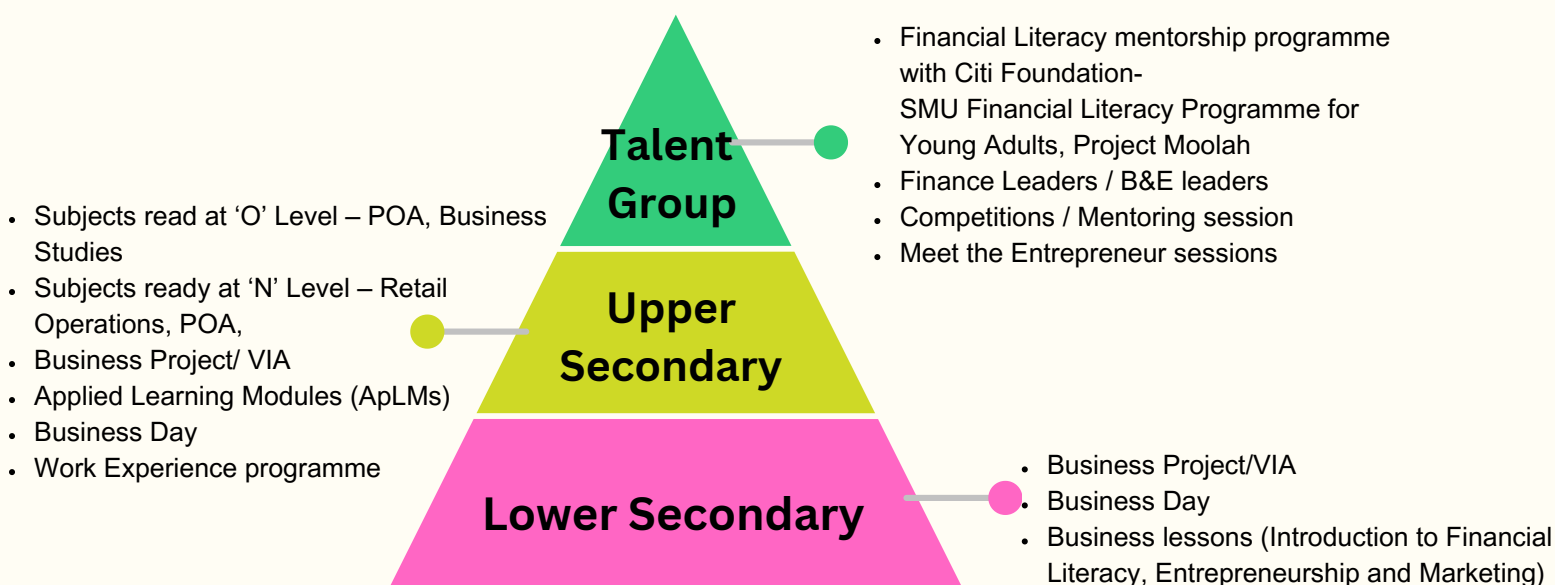 Talent
Group
• Financial Literacy mentorship programme
with Citi Foundation-
SMU Financial Literacy Programme for
Young Adults, Project Moolah
• Finance Leaders / B&E leaders
• Competitions / Mentoring session
• Meet the Entrepreneur sessions
Upper
Secondary
• Subjects read at ‘O’ Level – POA, Business
Studies
• Subjects ready at ‘N’ Level – Retail
Operations, POA,
• Business Project/ VIA
• Applied Learning Modules (ApLMs)
• Business Day
• Work Experience programme
Lower Secondary
• Business Project/VIA
• Business Day
• Business lessons (Introduction to Financial
Literacy, Entrepreneurship and Marketing)